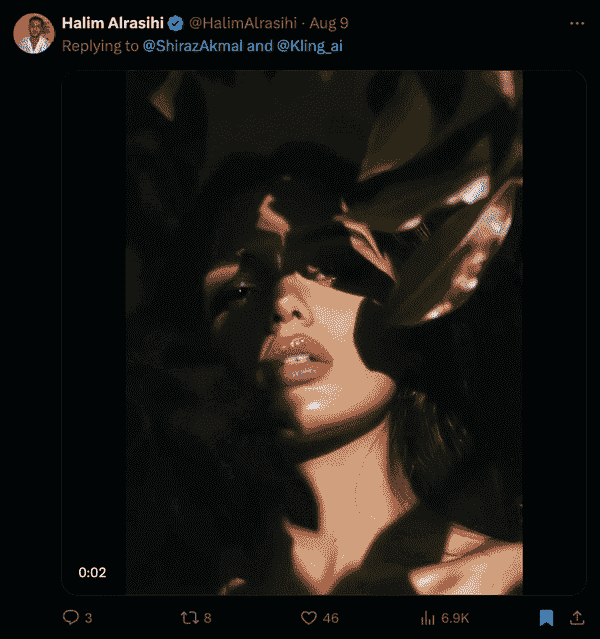 Halim Alrasihi @HalimAlrasihi · Aug 9
Replying to @ShirazAkmal and @Kling_ai
0:02
3 8 46 6.9K